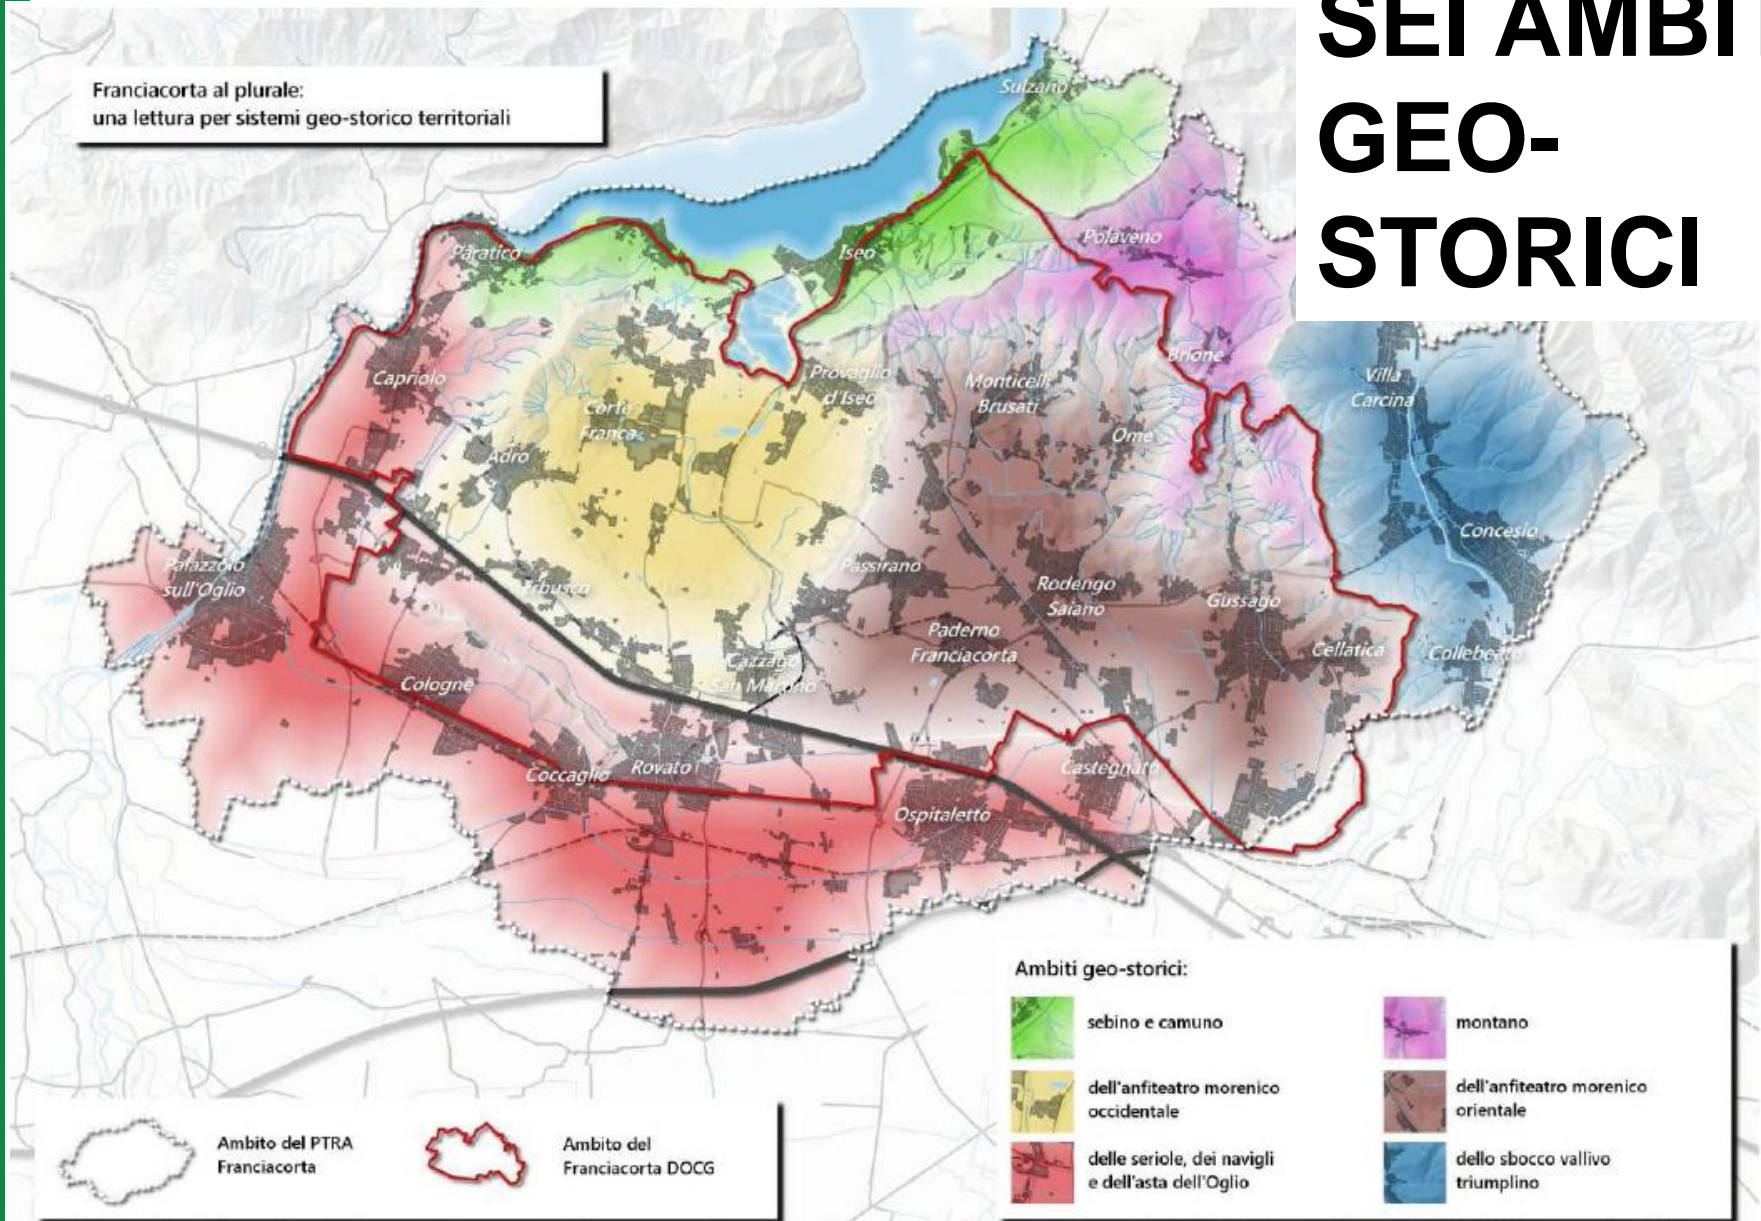 SEI AMBI
GEO-
STORICI
Franciacorta al plurale:
una lettura per sistemi geo-storico territoriali
Sulzano
Polaveno
Paratico
Iseo
Brione
Capriolo
Provaglio
d'Iseo
Monticelli
Brusati
Villa
Carcina
Corte
Franca
Ome
Adro
Concesio
Palazzolo
sull'Oglio
Erbusco
Passirano
Rodengo
Saiano
Gussago
Paderno
Franciacorta
Cellatica
Collebeato
Cazzago
San Martino
Cologne
Coccaglio
Rovato
Castegnato
Ospitaletto
Ambiti geo-storici:
sebino e camuno
montano
dell'anfiteatro morenico
occidentale
dell'anfiteatro morenico
orientale
delle seriole, dei navigli
e dell'asta dell'Oglio
dello sbocco vallivo
triumplino
Ambito del PTRA
Franciacorta
Ambito del
Franciacorta DOCG